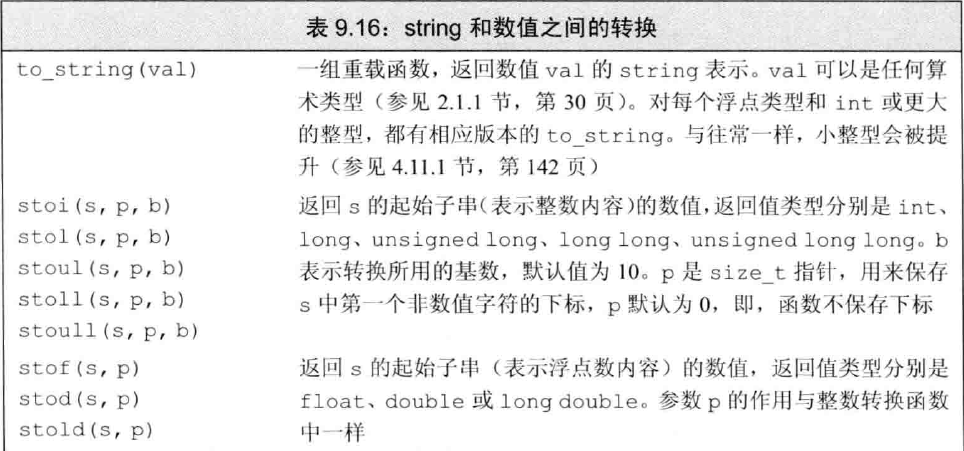 表 9.16：string 和数值之间的转换
to_string(val) 一组重载函数，返回数值 val 的 string 表示。val 可以是任何算
术类型（参见 2.1.1 节，第 30 页）。对每个浮点类型和 int 或更大
的整型，都有相应版本的 to_string。与往常一样，小整型会被提
升（参见 4.11.1 节，第 142 页）
stoi(s, p, b) 返回 s 的起始子串（表示整数内容）的数值，返回值类型分别是 int、
stol(s, p, b) long、unsigned long、long long、unsigned long long。b
stoul(s, p, b) 表示转换所用的基数，默认值为 10。p 是 size_t 指针，用来保存
stoll(s, p, b) s 中第一个非数值字符的下标，p 默认为 0，即，函数不保存下标
stoull(s, p, b)
stof(s, p) 返回 s 的起始子串（表示浮点数内容）的数值，返回值类型分别是
stod(s, p) float、double 或 long double。参数 p 的作用与整数转换函数
stold(s, p) 中一样